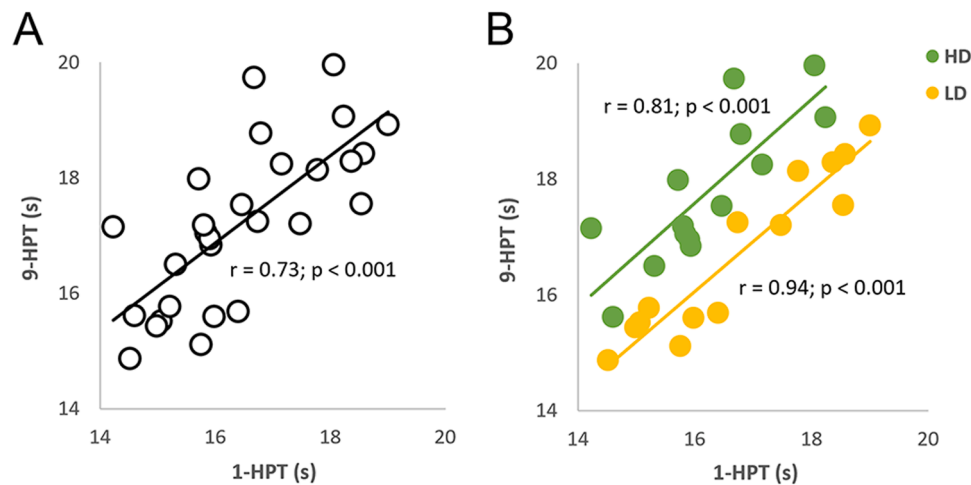 A
20
18
16
14
9-HPT (s)
r = 0.73; p < 0.001
14
16
18
20
1-HPT (s)
B
HD
LD
20
18
16
14
9-HPT (s)
r = 0.81; p < 0.001
r = 0.94; p < 0.001
14
16
18
20
1-HPT (s)